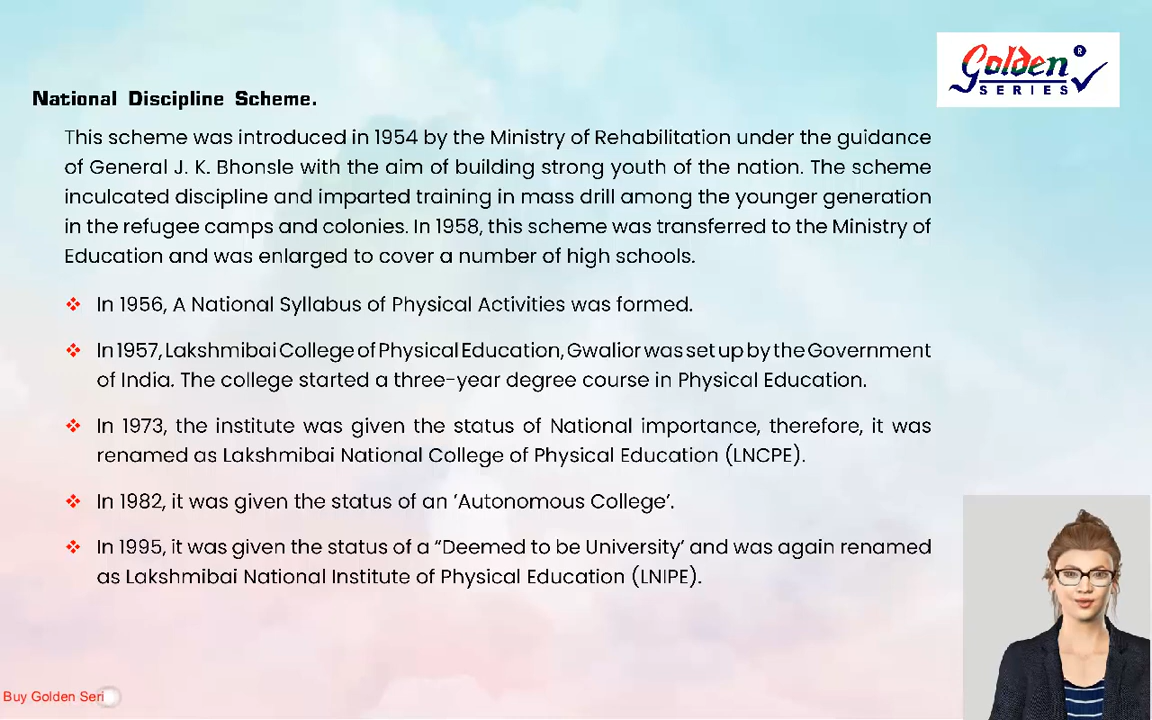 Golden®
SERIES
National Discipline Scheme.
This scheme was introduced in 1954 by the Ministry of Rehabilitation under the guidance
of General J. K. Bhonsle with the aim of building strong youth of the nation. The scheme
inculcated discipline and imparted training in mass drill among the younger generation
in the refugee camps and colonies. In 1958, this scheme was transferred to the Ministry of
Education and was enlarged to cover a number of high schools.
❖ In 1956, A National Syllabus of Physical Activities was formed.
❖ In 1957, Lakshmibai College of Physical Education, Gwalior was set up by the Government
of India. The college started a three-year degree course in Physical Education.
❖ In 1973, the institute was given the status of National importance, therefore, it was
renamed as Lakshmibai National College of Physical Education (LNCPE).
❖ In 1982, it was given the status of an ‘Autonomous College’.
❖ In 1995, it was given the status of a “Deemed to be University’ and was again renamed
as Lakshmibai National Institute of Physical Education (LNIPE).
Buy Golden Seri